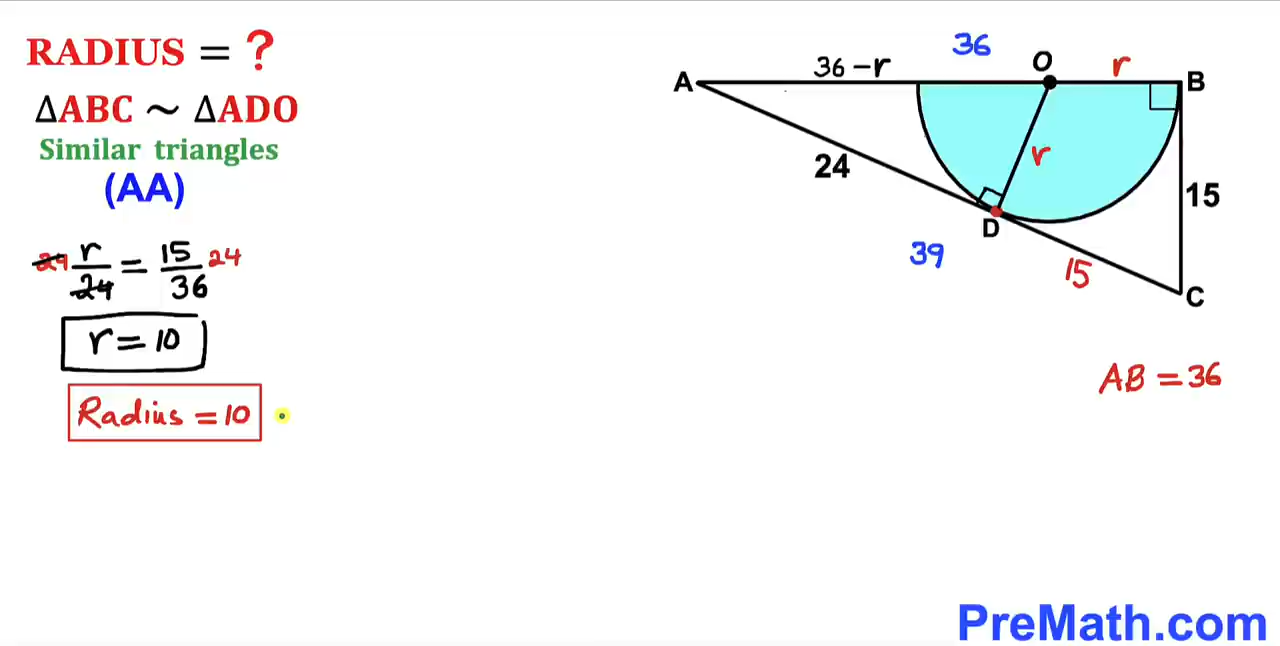 RADIUS = ?
ΔABC ~ ΔADO
Similar triangles
(AA)
24 r/24 = 15/36 24
r = 10
Radius = 10
36
O
36 - r
r
A
B
24
r
15
D
39
15
C
AB = 36
PreMath.com